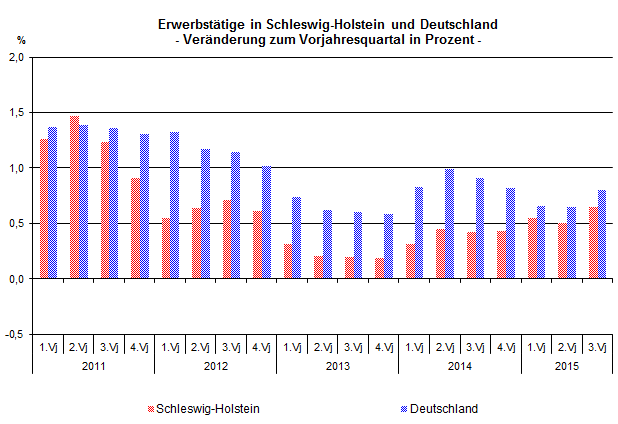 Erwerbstätige in Schleswig-Holstein und Deutschland
- Veränderung zum Vorjahresquartal in Prozent -
%
2,0
1,5
1,0
0,5
0,0
-0,5
1.Vj 2.Vj 3.Vj 4.Vj 1.Vj 2.Vj 3.Vj 4.Vj 1.Vj 2.Vj 3.Vj 4.Vj 1.Vj 2.Vj 3.Vj 4.Vj 1.Vj 2.Vj 3.Vj
2011 2012 2013 2014 2015
Schleswig-Holstein Deutschland